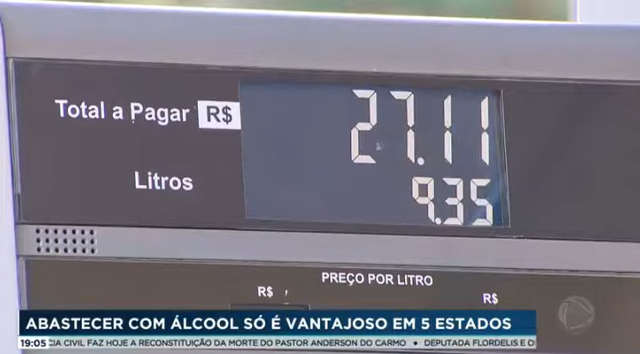 Total a Pagar R$
27.11
Litros
9.35
PREÇO POR LITRO
R$
R$
ABASTECER COM ÁLCOOL SÓ É VANTAJOSO EM 5 ESTADOS
19:05 CIA CIVIL FAZ HOJE A RECONSTITUIÇÃO DA MORTE DO PASTOR ANDERSON DO CARMO • DEPUTADA FLORDELIS E O